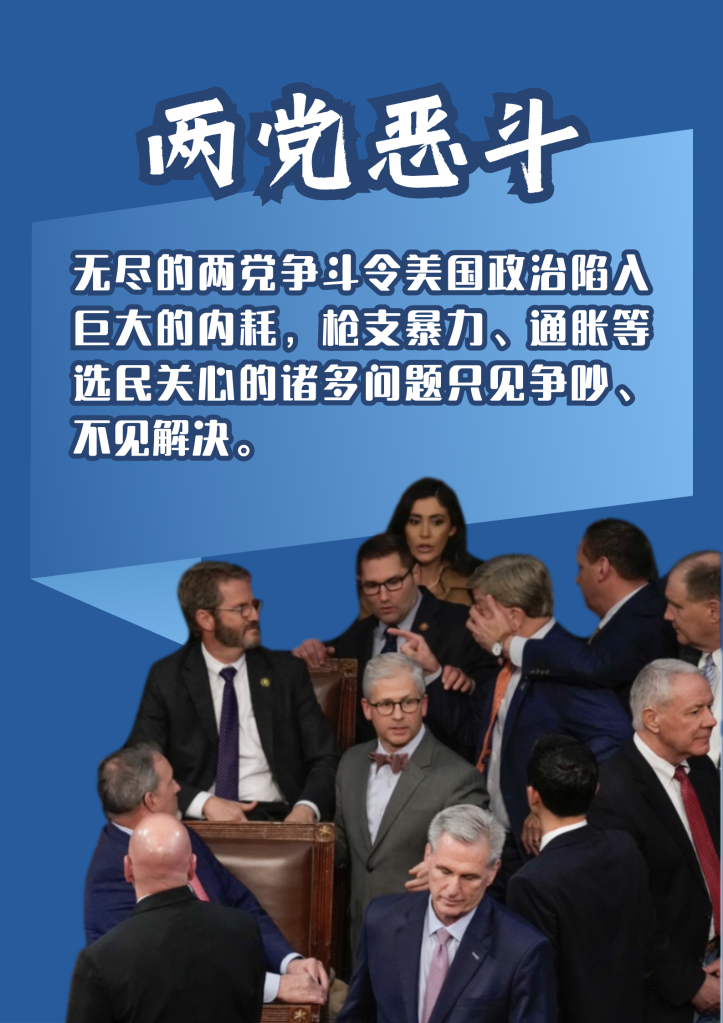 两党恶斗
无尽的两党争斗令美国政治陷入
巨大的内耗，枪支暴力、通胀等
选民关心的诸多问题只见争吵、
不见解决。